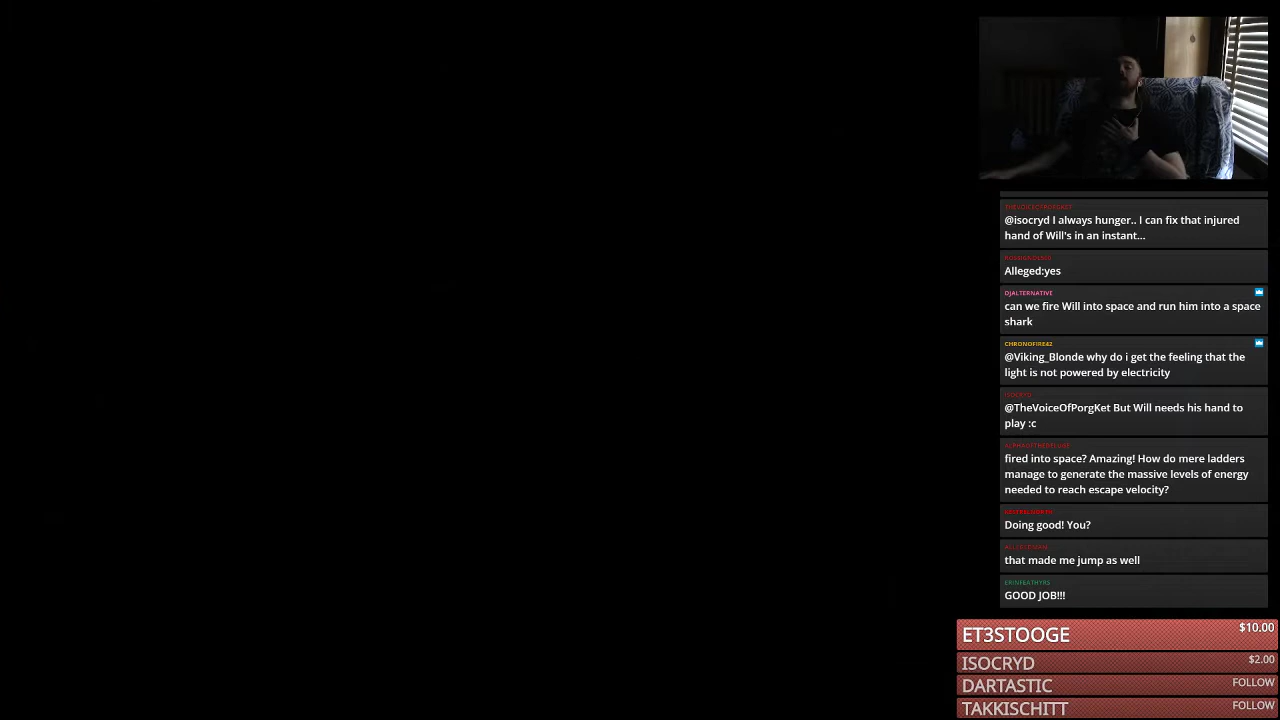 @isocryd I always hunger.. I can fix that injured
hand of Will's in an instant...
Alleged:yes
DJALTERNATIVE
can we fire Will into space and run him into a space
shark
CHRONOFIRE42
@Viking_Blonde why do i get the feeling that the
light is not powered by electricity
ISOCRYD
@TheVoiceOfPorgKet But Will needs his hand to
play :c
fired into space? Amazing! How do mere ladders
manage to generate the massive levels of energy
needed to reach escape velocity?
Doing good! You?
that made me jump as well
ERINFEATHYRS
GOOD JOB!!!
ET3STOOGE $10.00
ISOCRYD $2.00
DARTASTIC FOLLOW
TAKKISCHITT FOLLOW